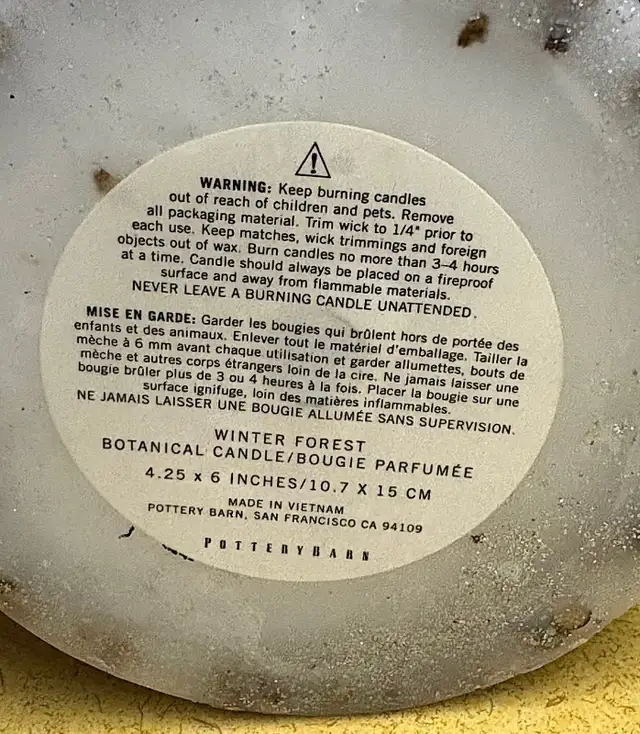 WARNING: Keep burning candles
out of reach of children and pets. Remove
all packaging material. Trim wick to 1/4" prior to
each use. Keep matches, wick trimmings and foreign
objects out of wax. Burn candles no more than 3–4 hours
at a time. Candle should always be placed on a fireproof
surface and away from flammable materials.
NEVER LEAVE A BURNING CANDLE UNATTENDED.
MISE EN GARDE: Garder les bougies qui brûlent hors de portée des
enfants et des animaux. Enlever tout le matériel d'emballage. Tailler la
mèche à 6 mm avant chaque utilisation et garder allumettes, bouts de
mèche et autres corps étrangers loin de la cire. Ne jamais laisser une
bougie brûler plus de 3 ou 4 heures à la fois. Placer la bougie sur une
surface ignifuge, loin des matières inflammables.
NE JAMAIS LAISSER UNE BOUGIE ALLUMÉE SANS SUPERVISION.
WINTER FOREST
BOTANICAL CANDLE/BOUGIE PARFUMÉE
4.25 x 6 INCHES/10.7 X 15 CM
MADE IN VIETNAM
POTTERY BARN, SAN FRANCISCO CA 94109
POTTERYBARN